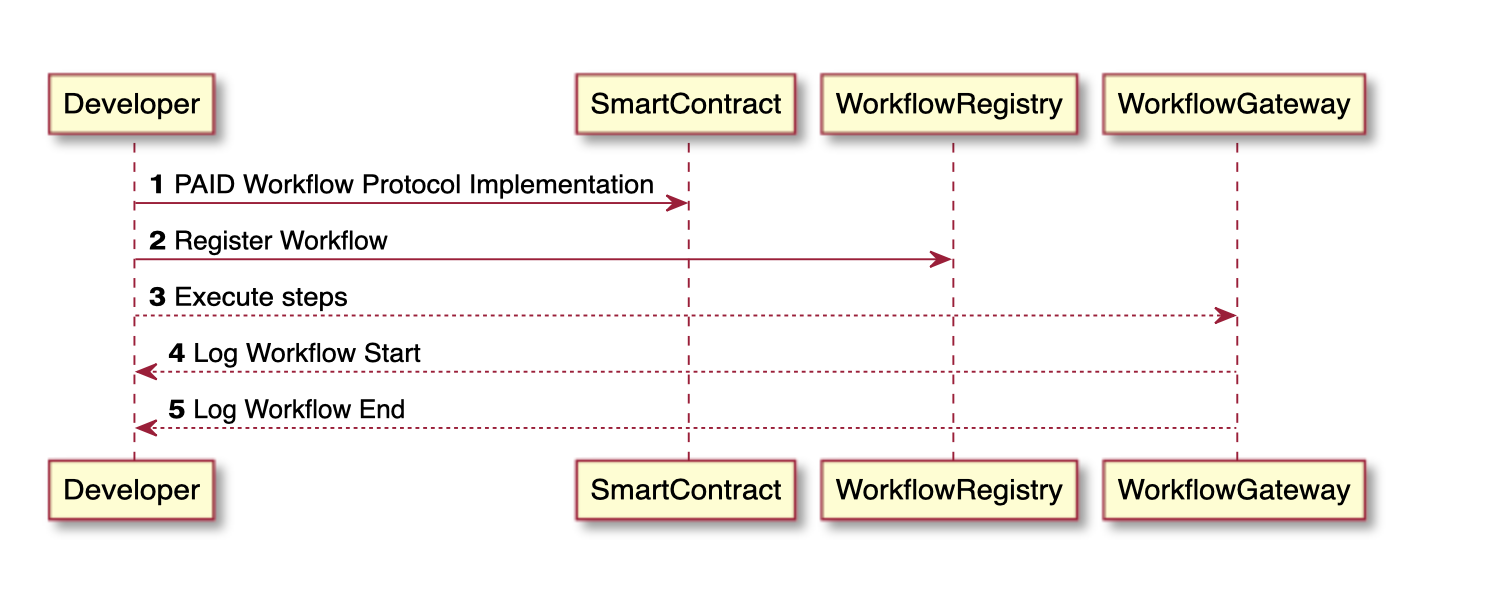 Developer SmartContract WorkflowRegistry WorkflowGateway
1 PAID Workflow Protocol Implementation
2 Register Workflow
3 Execute steps
4 Log Workflow Start
5 Log Workflow End
Developer SmartContract WorkflowRegistry WorkflowGateway